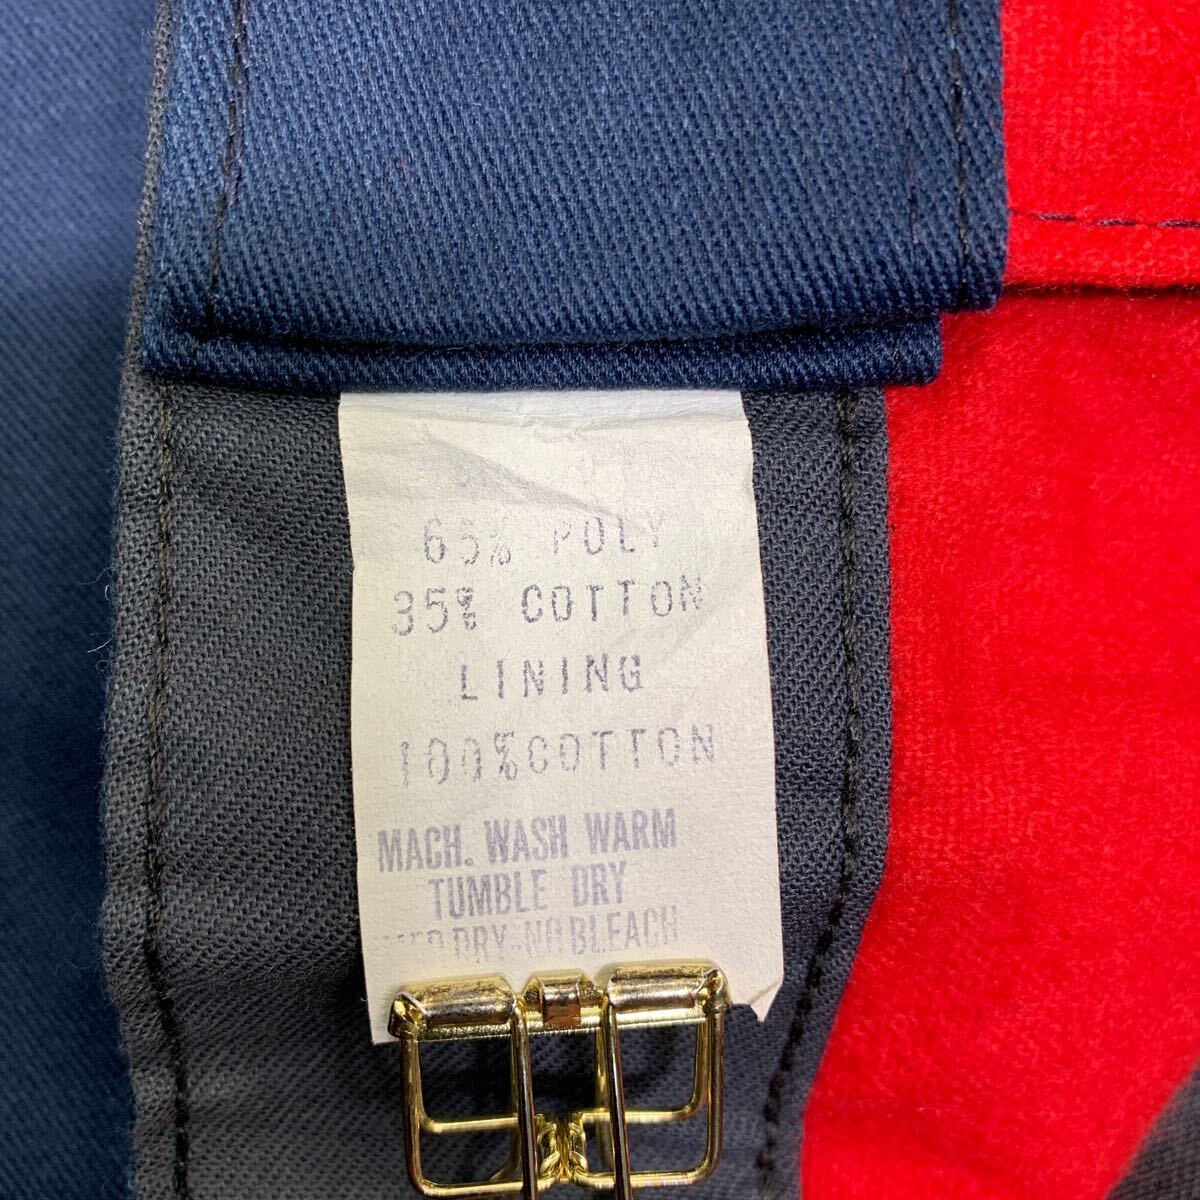 65% POLY
35% COTTON
LINING
100% COTTON
MACH. WASH WARM
TUMBLE DRY
DRY-NO BLEACH